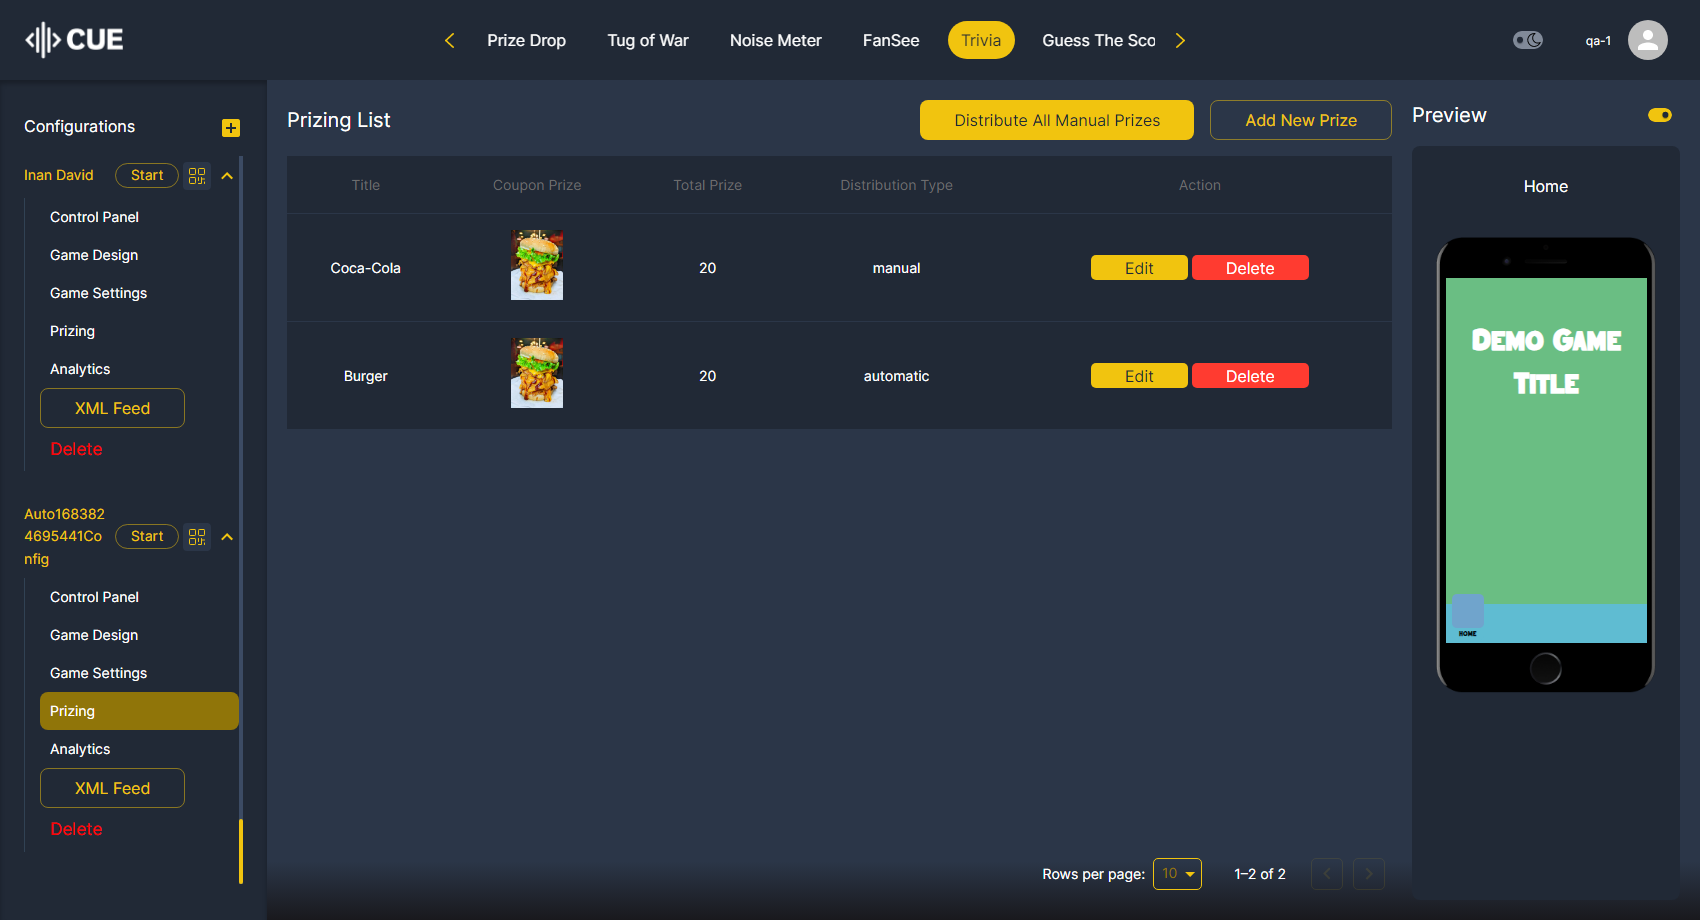 CUE
Prize Drop Tug of War Noise Meter FanSee Trivia Guess The Sco
qa-1
Configurations
Inan David Start
Control Panel
Game Design
Game Settings
Prizing
Analytics
XML Feed
Delete
Auto168382
4695441Co
nfig
Start
Control Panel
Game Design
Game Settings
Prizing
Analytics
XML Feed
Delete
Prizing List
Distribute All Manual Prizes
Add New Prize
Title Coupon Prize Total Prize Distribution Type Action
Coca-Cola 20 manual Edit Delete
Burger 20 automatic Edit Delete
Rows per page: 10 1–2 of 2
Preview
Home
Demo Game
Title
HOME